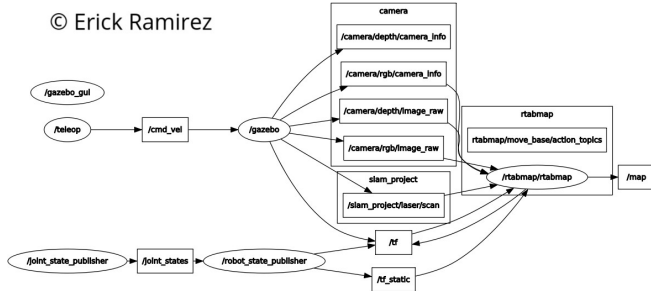 © Erick Ramirez
camera
/camera/depth/camera_info
/camera/rgb/camera_info
/camera/depth/image_raw
/camera/rgb/image_raw
/gazebo_gui
/teleop
/cmd_vel
/gazebo
rtabmap
rtabmap/move_base/action_topics
/rtabmap/rtabmap
/map
slam_project
/slam_project/laser/scan
/tf
/joint_state_publisher
/joint_states
/robot_state_publisher
/tf_static